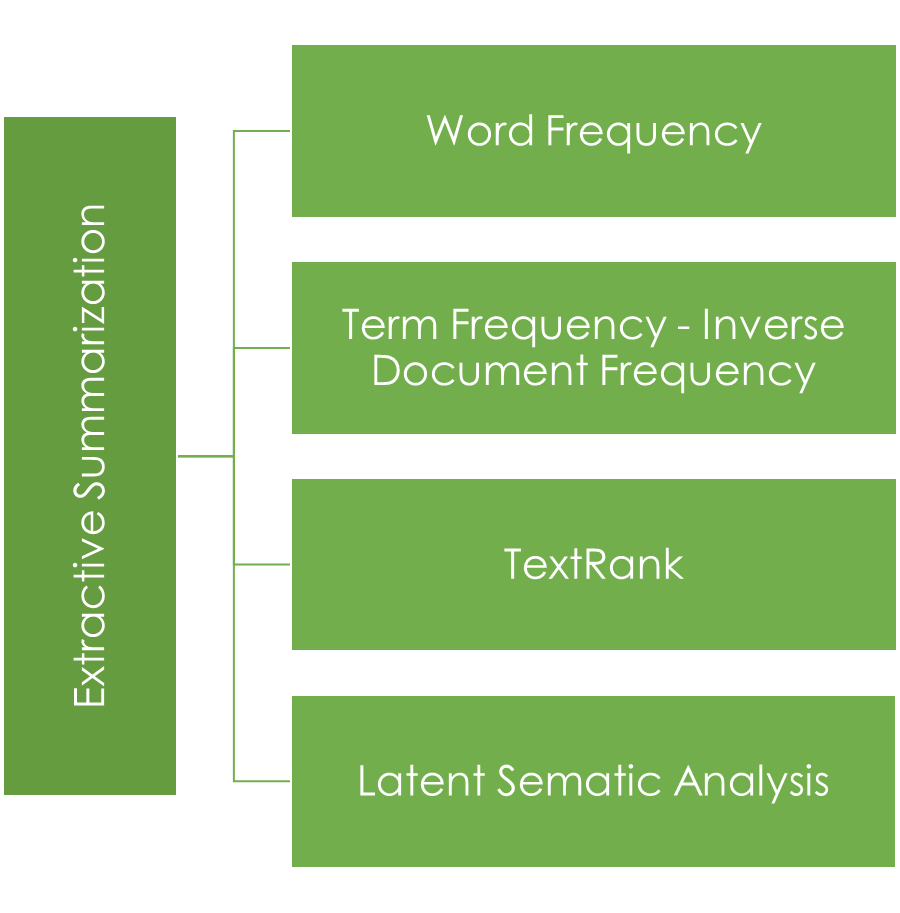 Extractive Summarization
Word Frequency
Term Frequency - Inverse
Document Frequency
TextRank
Latent Sematic Analysis